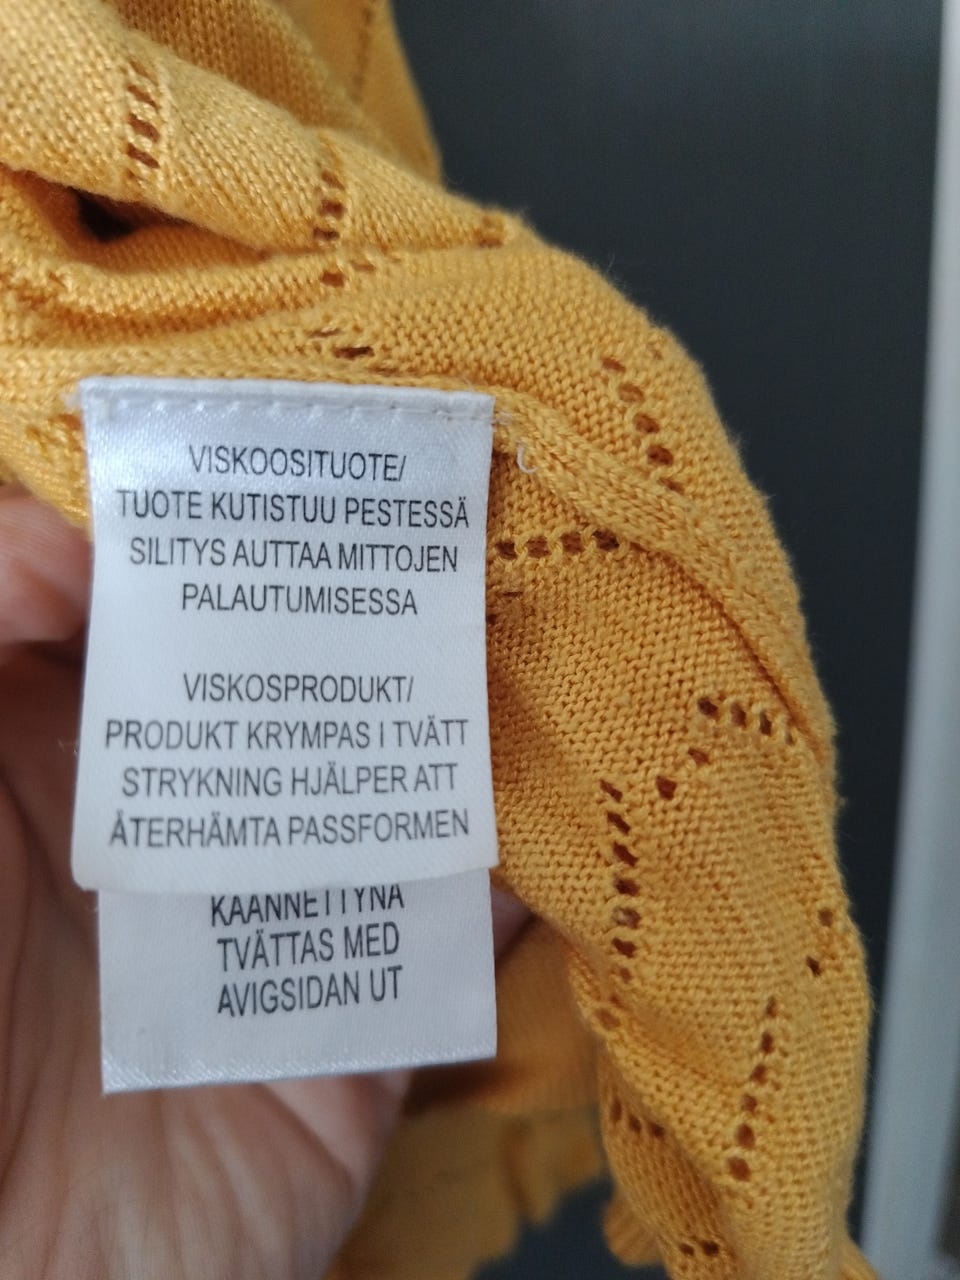 VISKOOSITUOTE/
TUOTE KUTISTUU PESTESSÄ
SILITYS AUTTAA MITTOJEN
PALAUTUMISESSA
VISKOSPRODUKT/
PRODUKT KRYMPAS I TVÄTT
STRYKNING HJÄLPER ATT
ÅTERHÄMTA PASSFORMEN
KÄÄNNETTYNÄ
TVÄTTAS MED
AVIGSIDAN UT